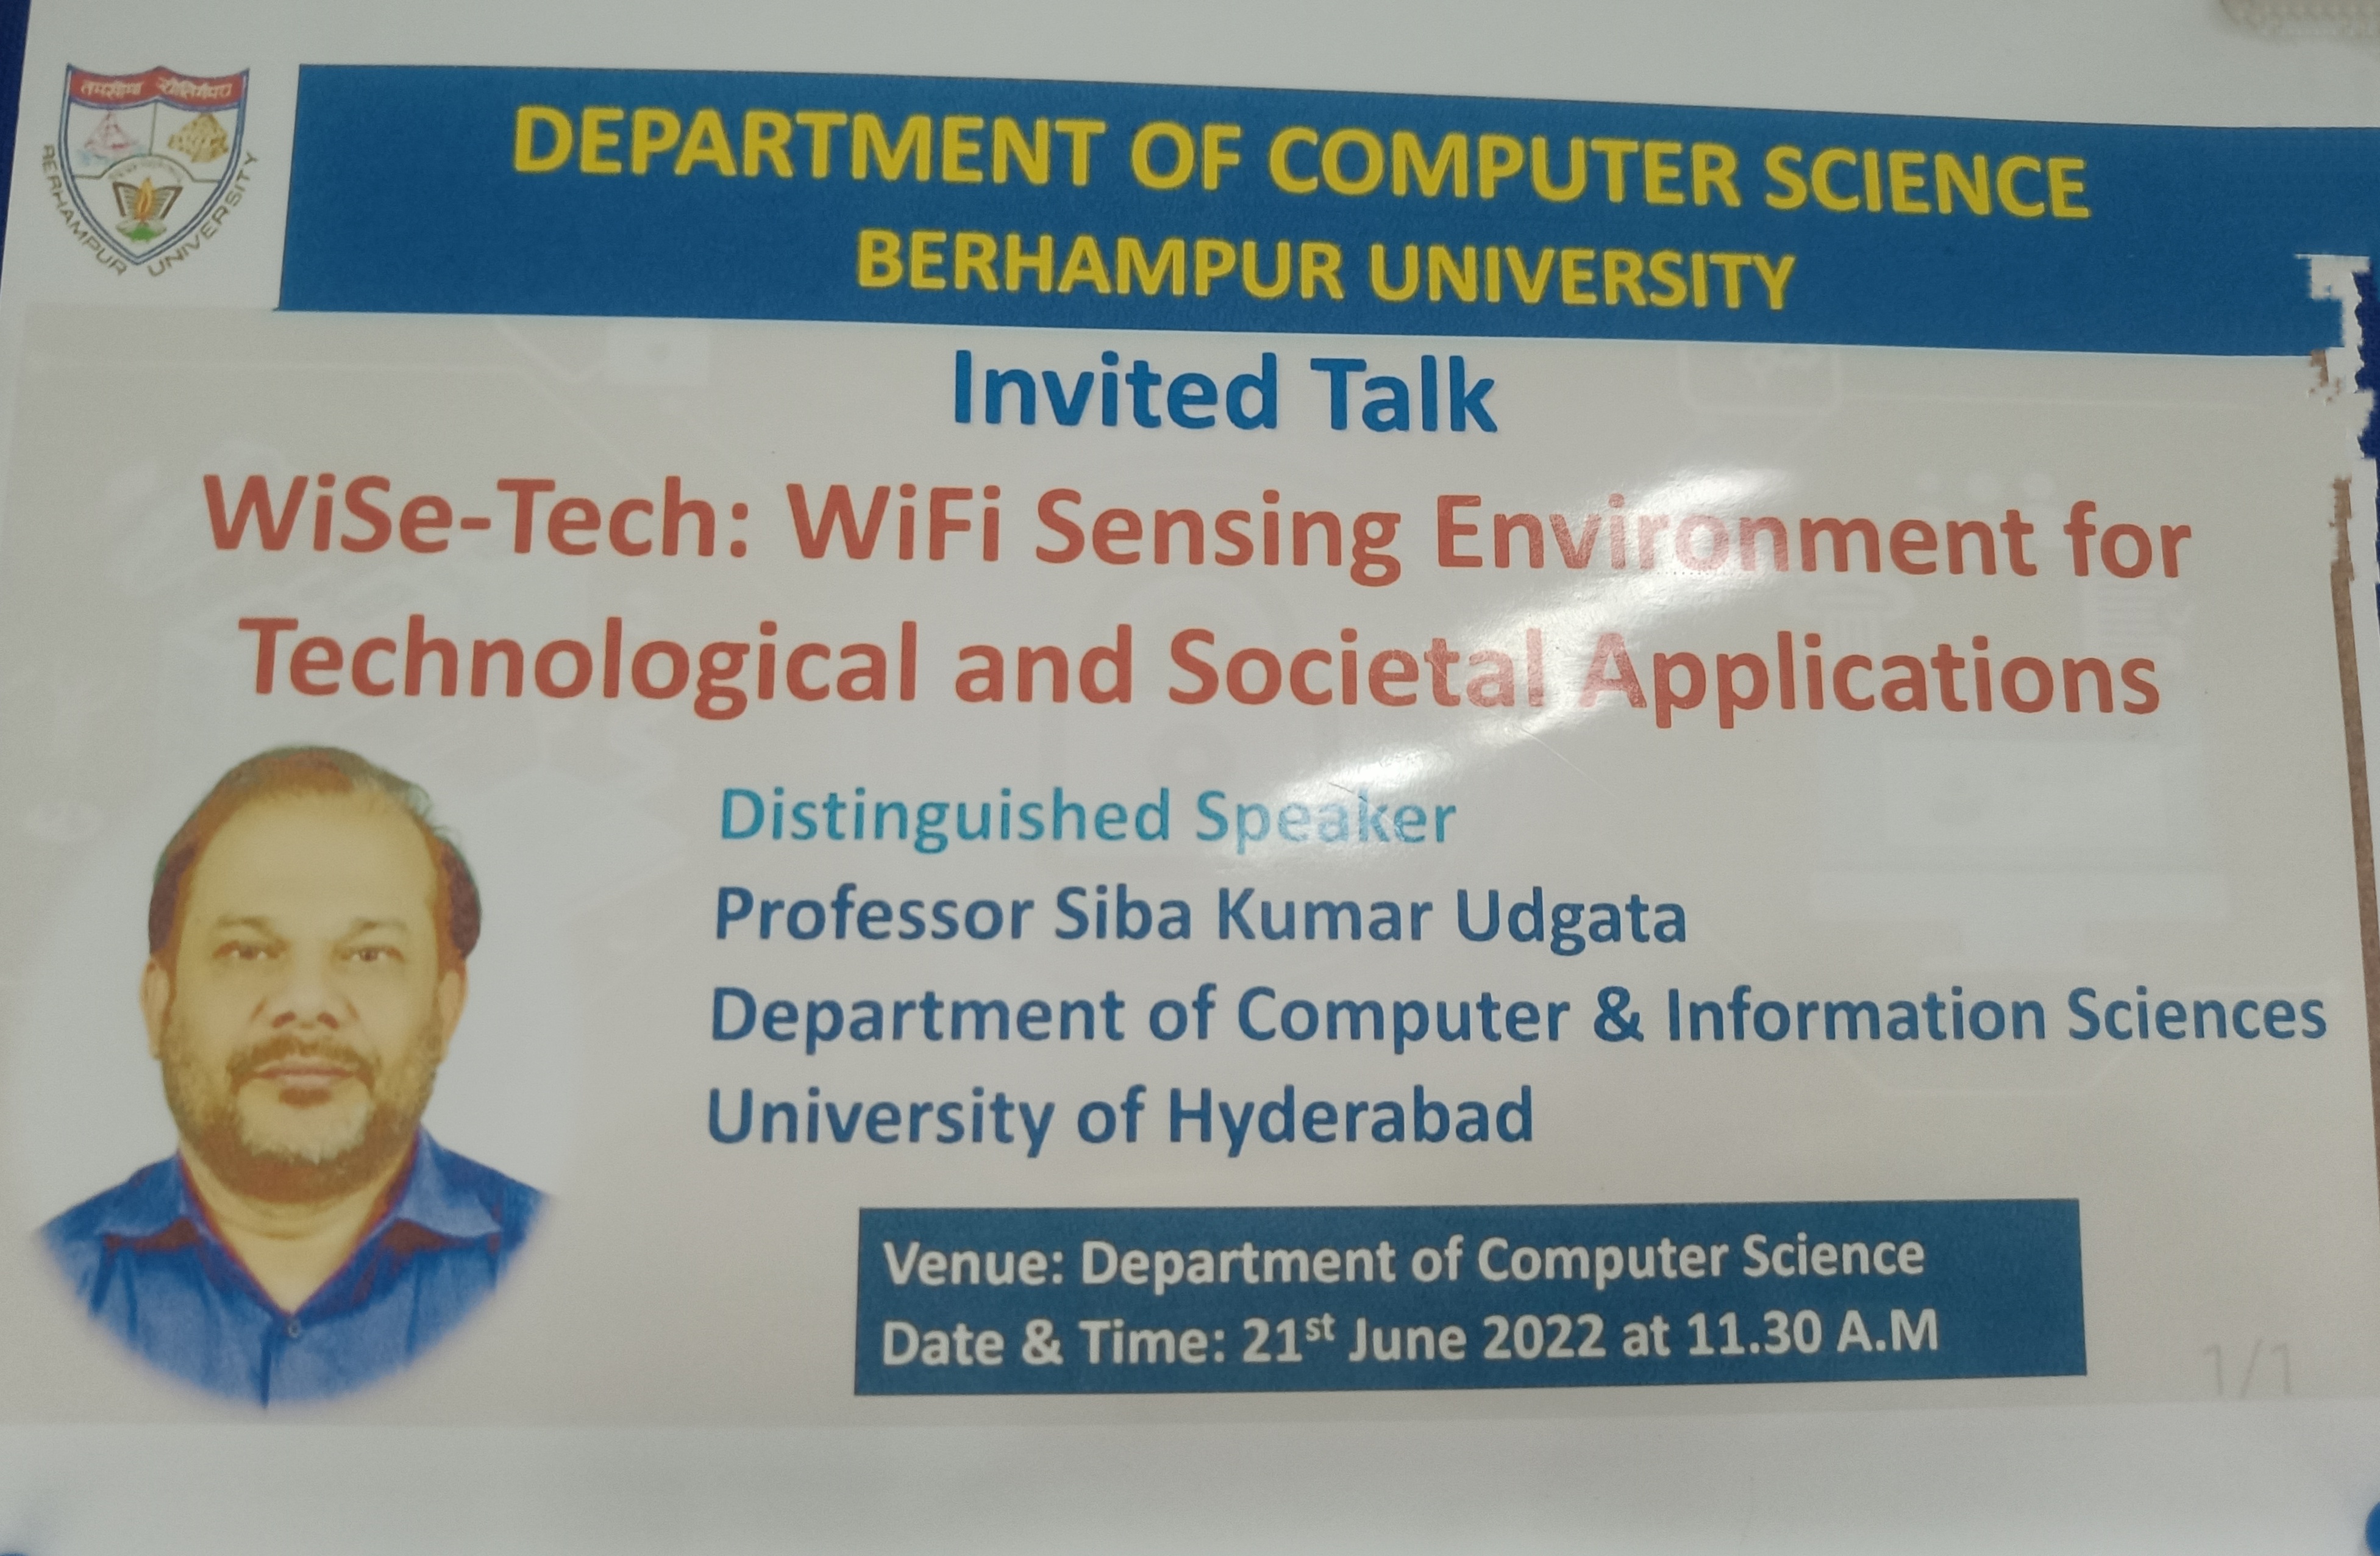 तमसोमा ज्योतिर्गमय
BERHAMPUR UNIVERSITY
DEPARTMENT OF COMPUTER SCIENCE
BERHAMPUR UNIVERSITY
Invited Talk
WiSe-Tech: WiFi Sensing Environment for
Technological and Societal Applications
Distinguished Speaker
Professor Siba Kumar Udgata
Department of Computer & Information Sciences
University of Hyderabad
Venue: Department of Computer Science
Date & Time: 21st June 2022 at 11.30 A.M
1/1